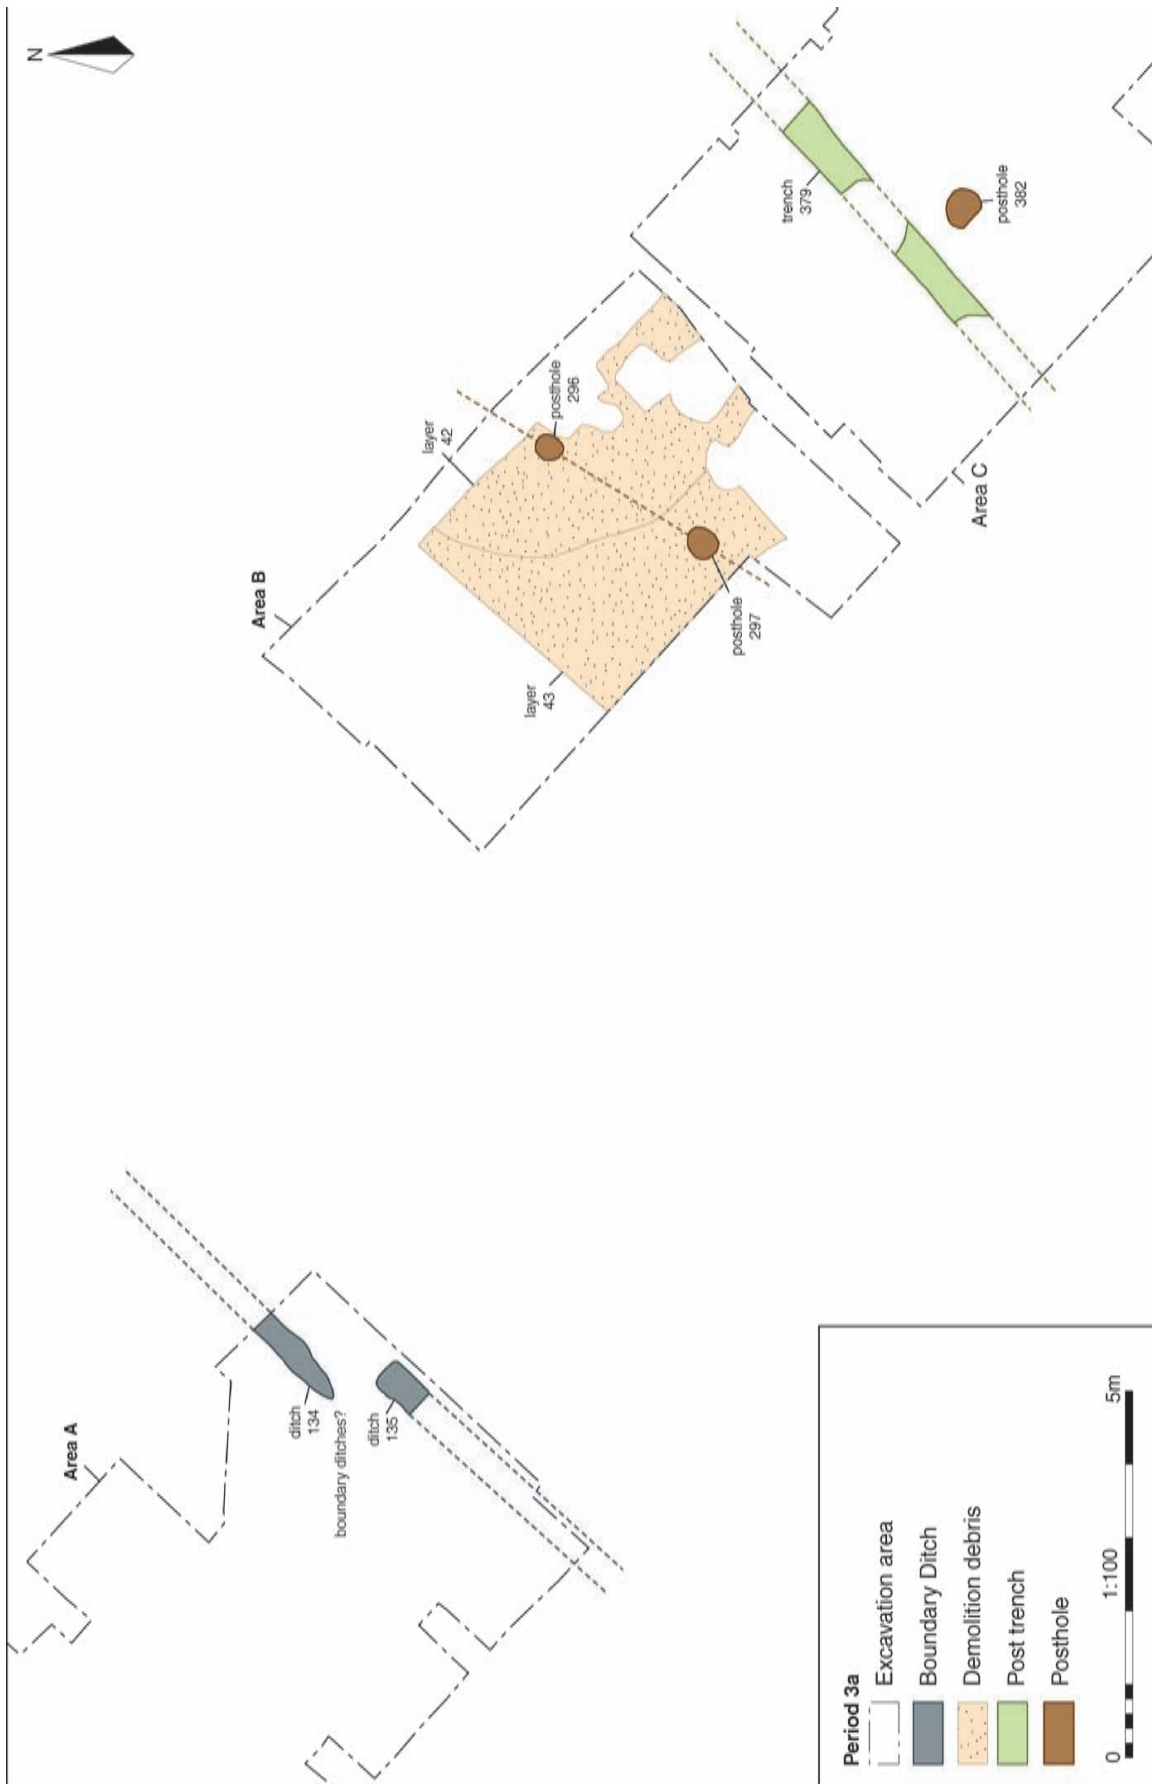 N
Area A
ditch
134
boundary ditches?
ditch
135
Area B
layer
42
posthole
296
layer
43
posthole
297
trench
379
posthole
382
Area C
Period 3a
Excavation area
Boundary Ditch
Demolition debris
Post trench
Posthole
0
1:100
5m